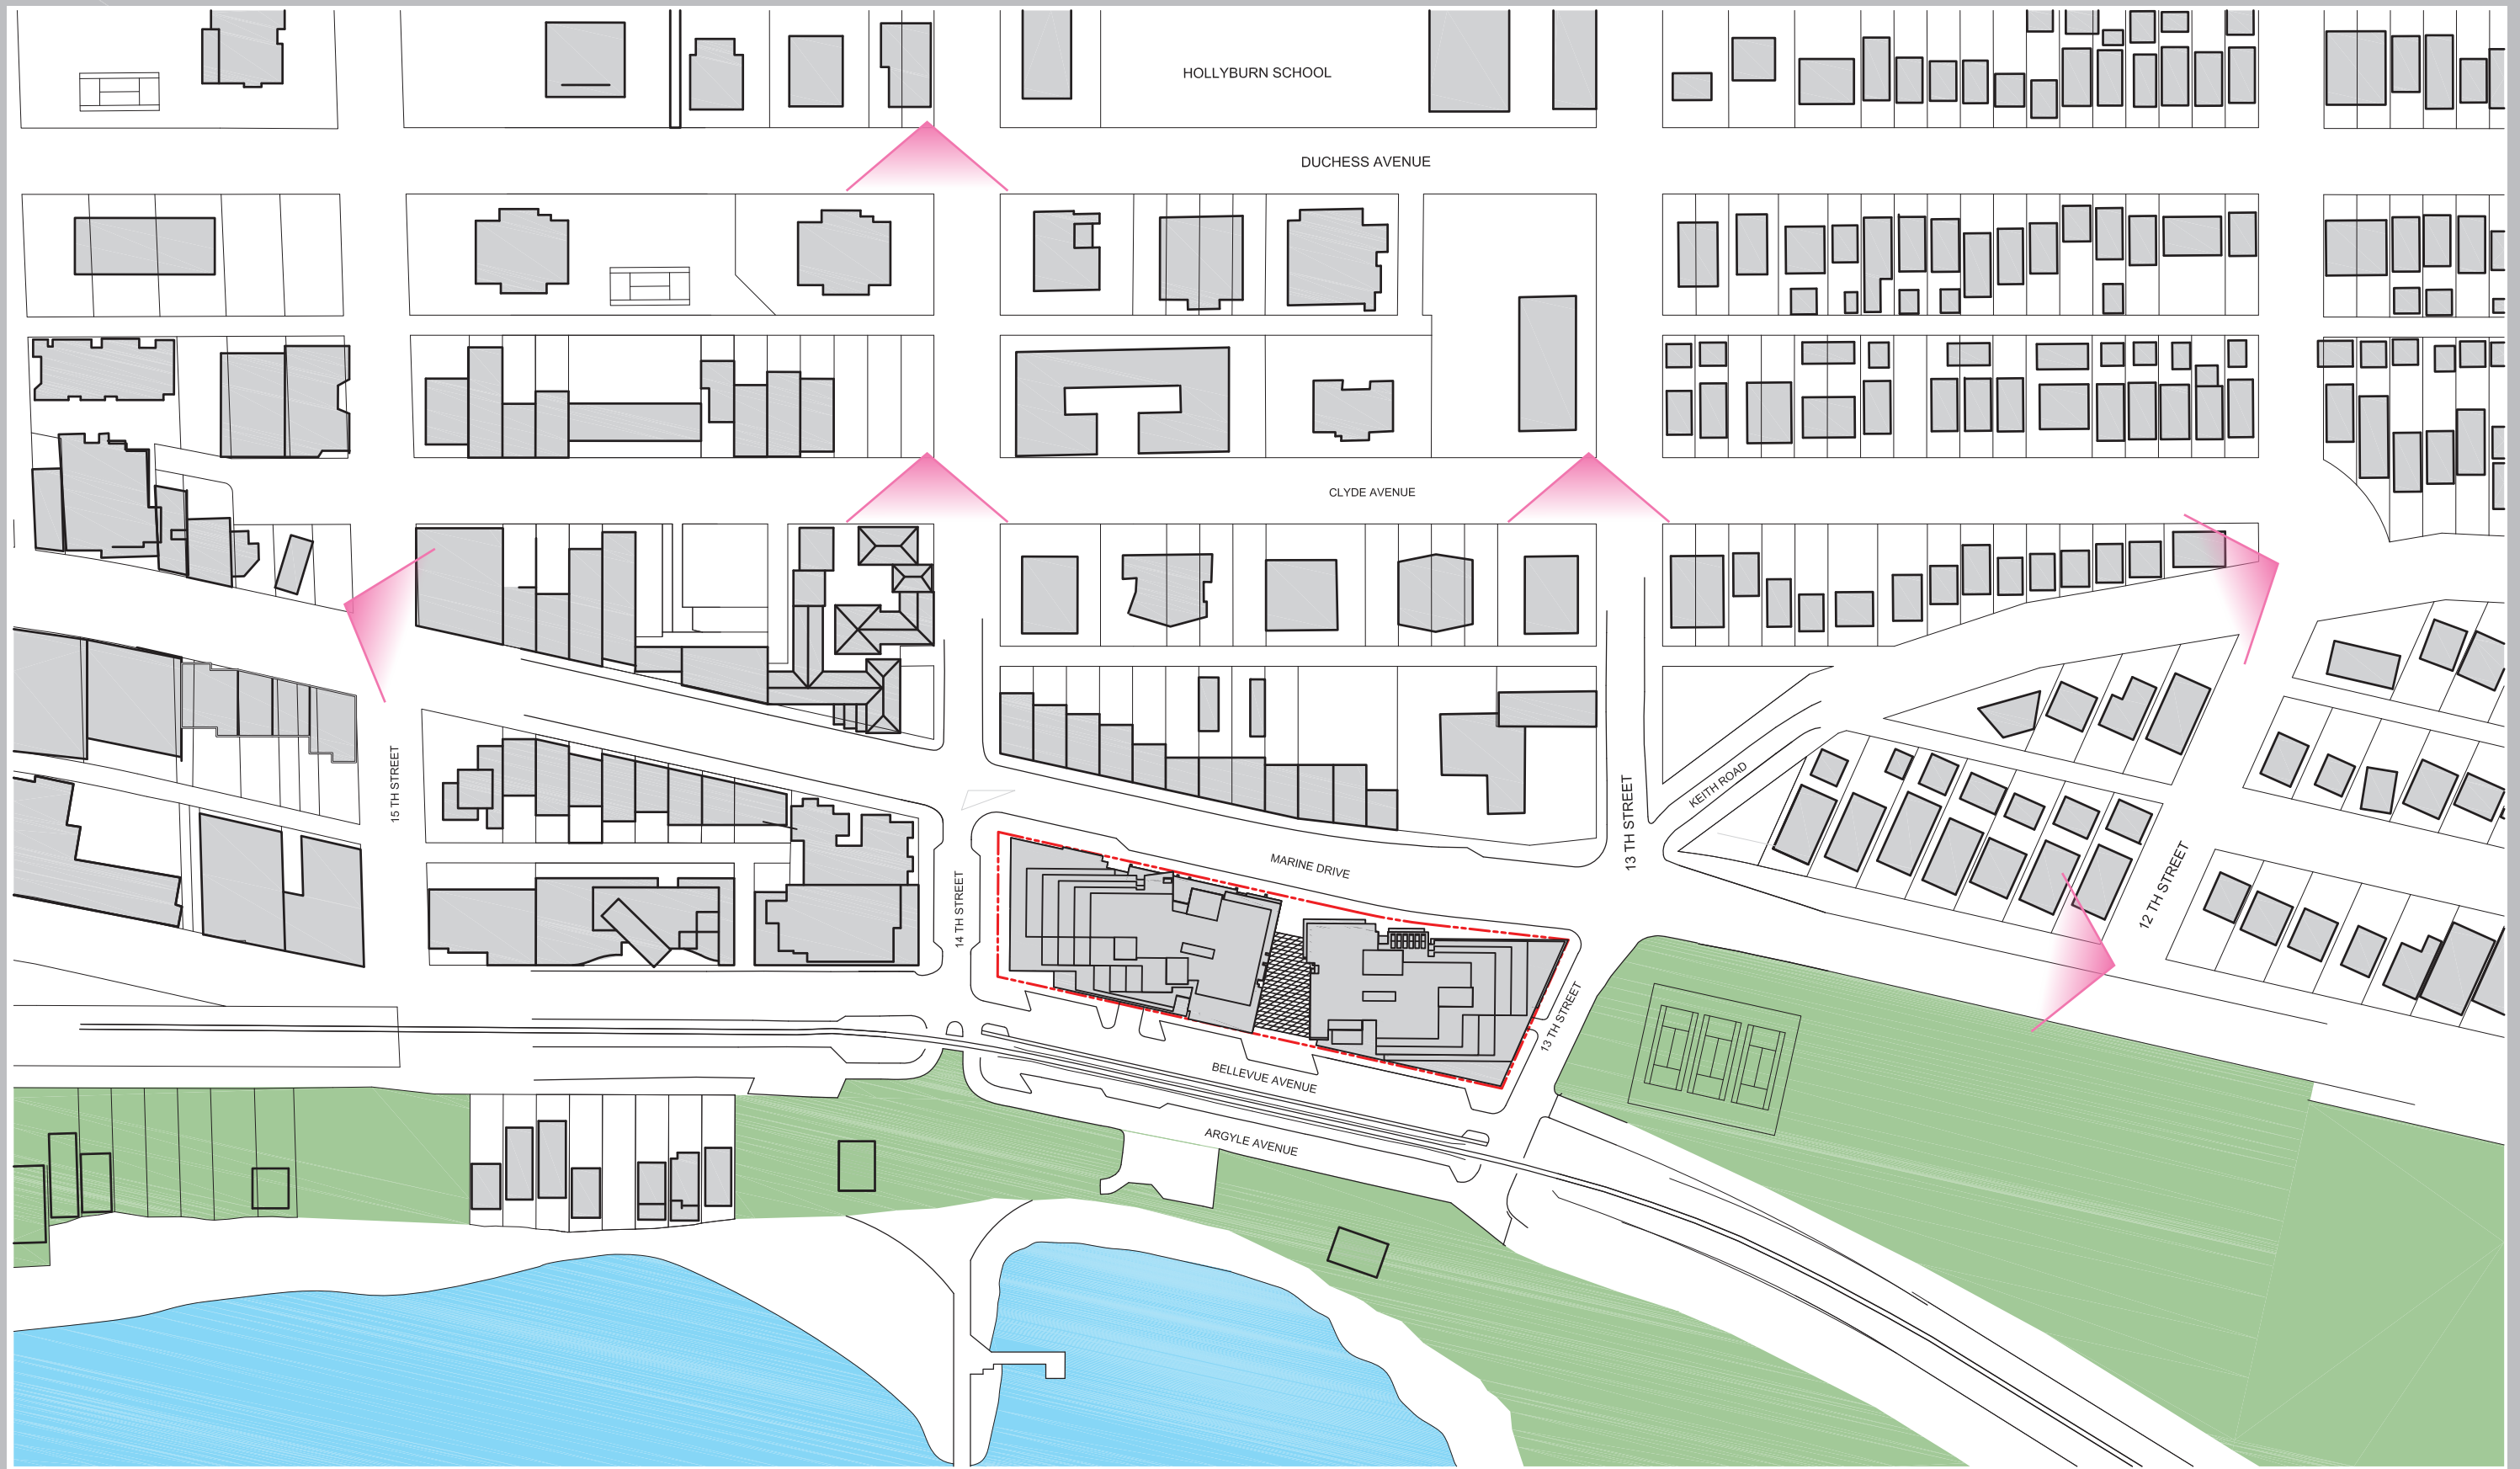 HOLLYBURN SCHOOL
DUCHESS AVENUE
CLYDE AVENUE
15 TH STREET
14 TH STREET
13 TH STREET
KEITH ROAD
12 TH STREET
MARINE DRIVE
13 TH STREET
BELLEVUE AVENUE
ARGYLE AVENUE